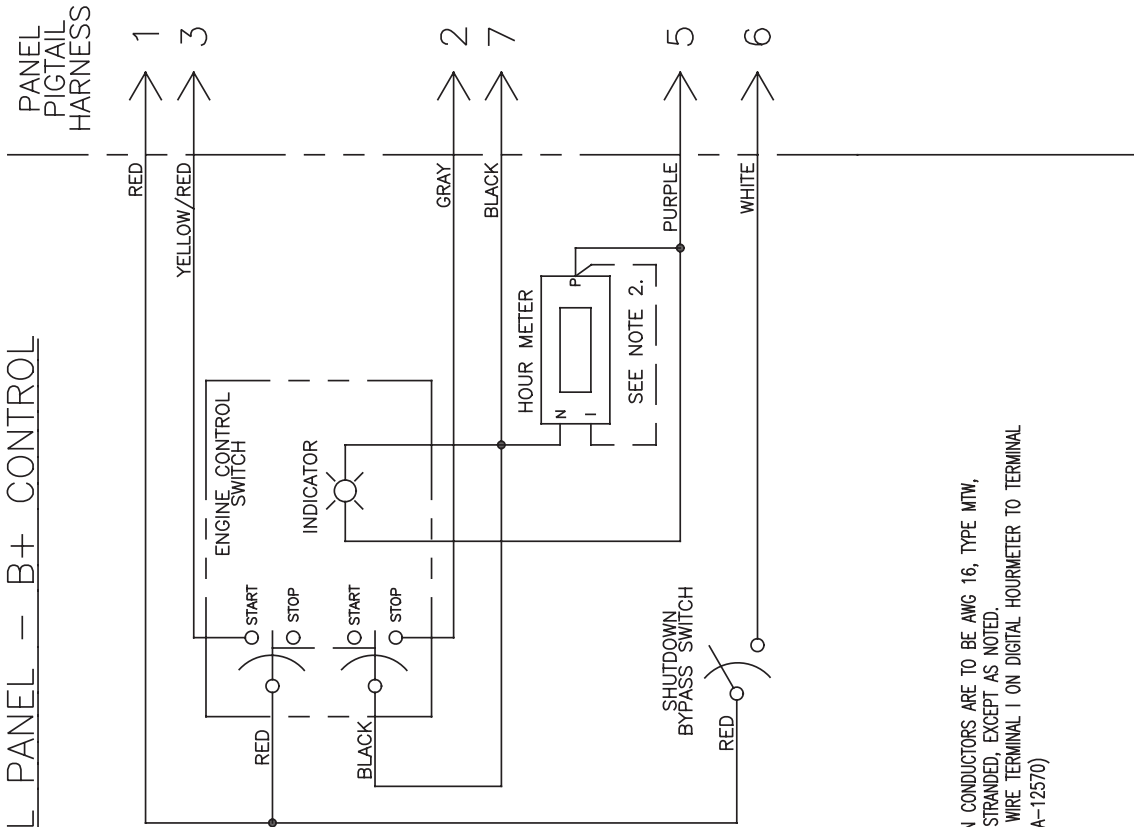 L PANEL - B+ CONTROL
PANEL
PIGTAIL
HARNESS
1
3
2
7
5
6
RED
YELLOW/RED
GRAY
BLACK
PURPLE
WHITE
ENGINE CONTROL
SWITCH
INDICATOR
START
STOP
START
STOP
RED
BLACK
HOUR METER
N
I
P
SEE NOTE 2.
SHUTDOWN
BYPASS SWITCH
RED
N CONDUCTORS ARE TO BE AWG 16, TYPE MTW,
STRANDED, EXCEPT AS NOTED.
WIRE TERMINAL I ON DIGITAL HOURMETER TO TERMINAL
A-12570)